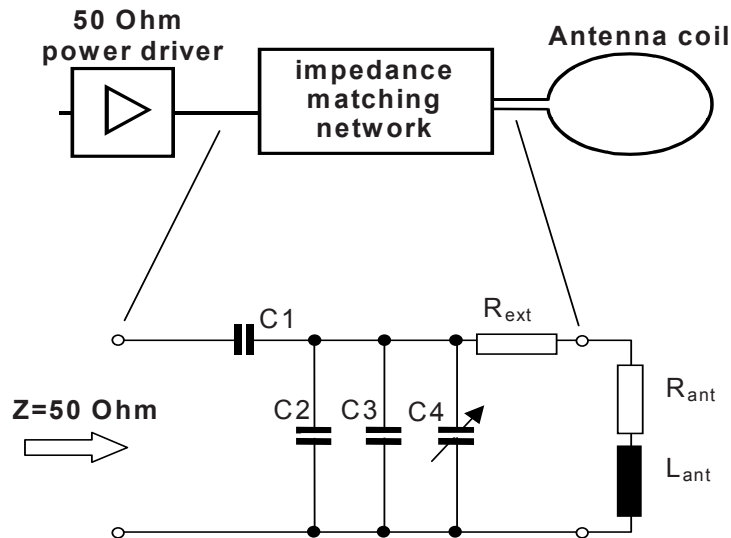 50 Ohm
power driver
impedance
matching
network
Antenna coil
C1
R_ext
C2
C3
C4
R_ant
L_ant
Z=50 Ohm